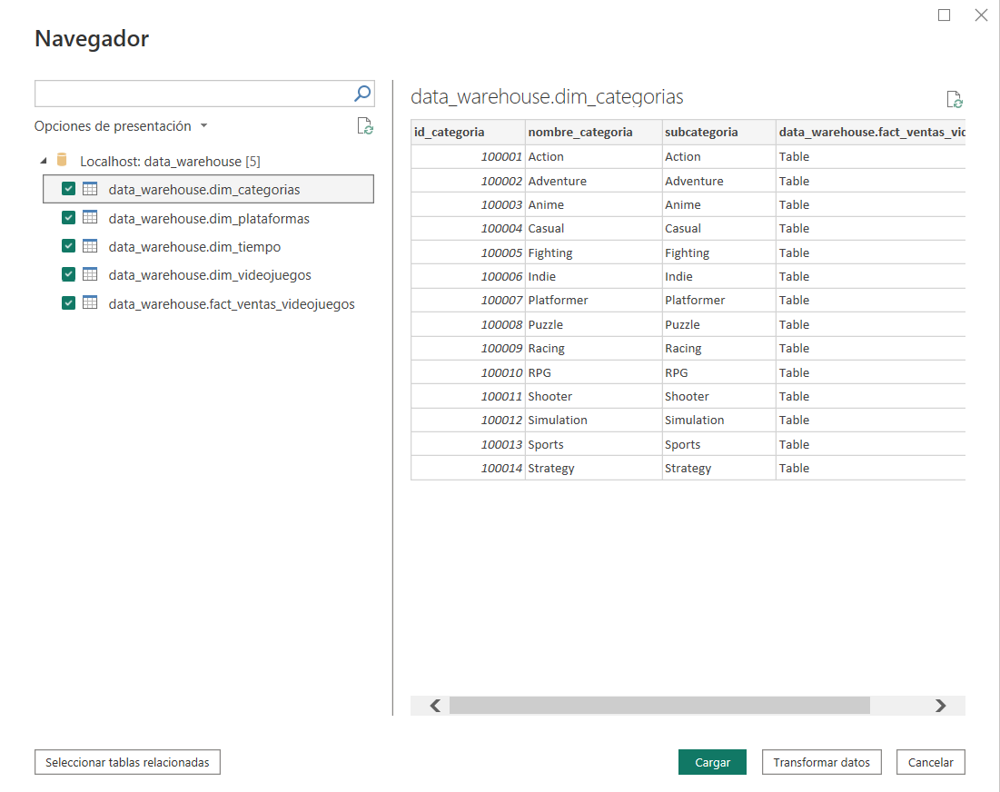 Navegador
Opciones de presentación
Localhost: data_warehouse [5]
data_warehouse.dim_categorias
data_warehouse.dim_plataformas
data_warehouse.dim_tiempo
data_warehouse.dim_videojuegos
data_warehouse.fact_ventas_videojuegos
data_warehouse.dim_categorias
id_categoria nombre_categoria subcategoria data_warehouse.fact_ventas_vid
100001 Action Action Table
100002 Adventure Adventure Table
100003 Anime Anime Table
100004 Casual Casual Table
100005 Fighting Fighting Table
100006 Indie Indie Table
100007 Platformer Platformer Table
100008 Puzzle Puzzle Table
100009 Racing Racing Table
100010 RPG RPG Table
100011 Shooter Shooter Table
100012 Simulation Simulation Table
100013 Sports Sports Table
100014 Strategy Strategy Table
Seleccionar tablas relacionadas Cargar Transformar datos Cancelar